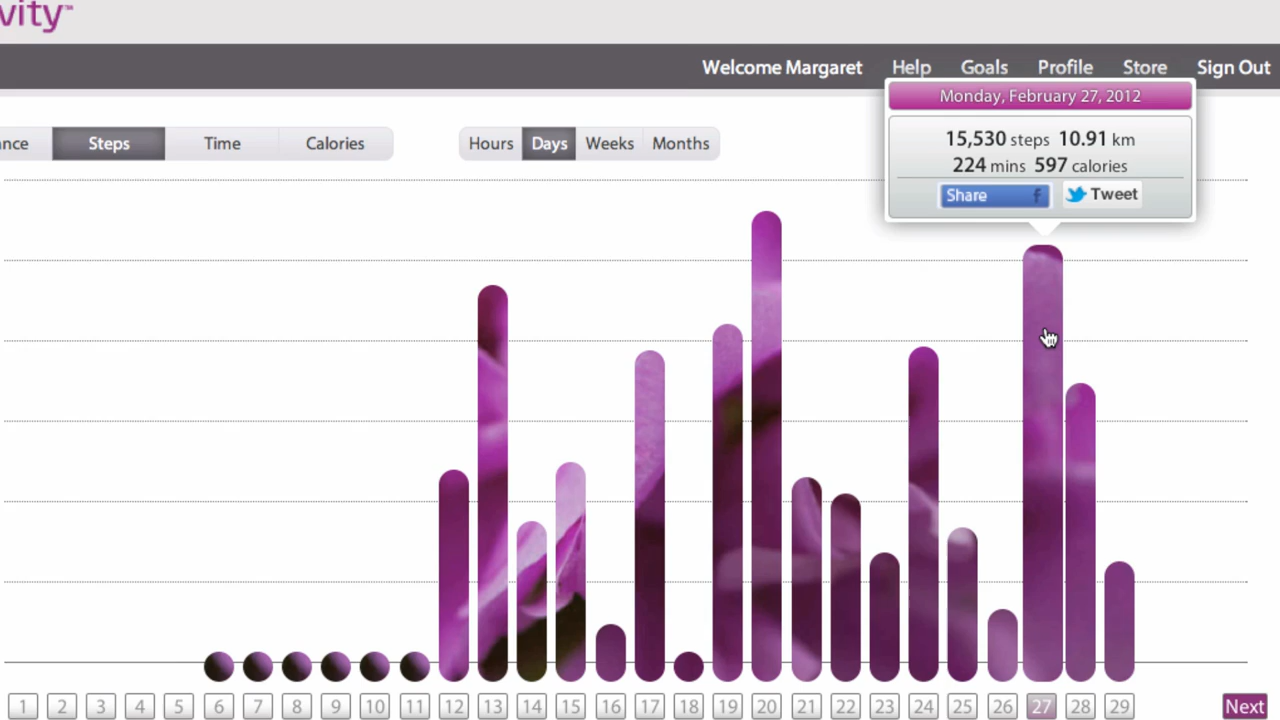 vity™
Welcome Margaret Help Goals Profile Store Sign Out
Monday, February 27, 2012
nce Steps Time Calories Hours Days Weeks Months
15,530 steps 10.91 km
224 mins 597 calories
Share f Tweet
1 2 3 4 5 6 7 8 9 10 11 12 13 14 15 16 17 18 19 20 21 22 23 24 25 26 27 28 29 Next